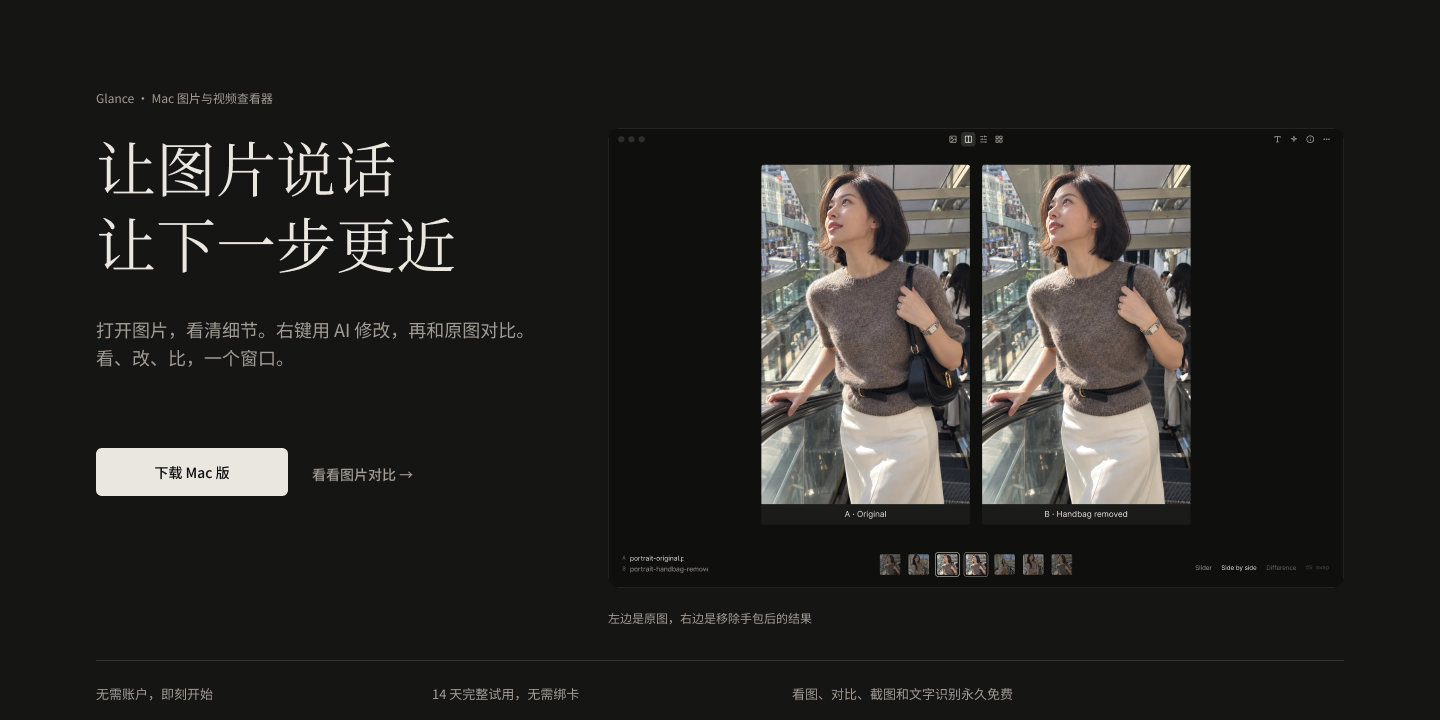 Glance · Mac 图片与视频查看器
让图片说话
让下一步更近
打开图片，看清细节。右键用 AI 修改，再和原图对比。
看、改、比，一个窗口。
下载 Mac 版
看看图片对比 →
A · Original
B · Handbag removed
A portrait-original.p
B portrait-handbag-remov
Slider
Side by side
Difference
左边是原图，右边是移除手包后的结果
无需账户，即刻开始
14 天完整试用，无需绑卡
看图、对比、截图和文字识别永久免费